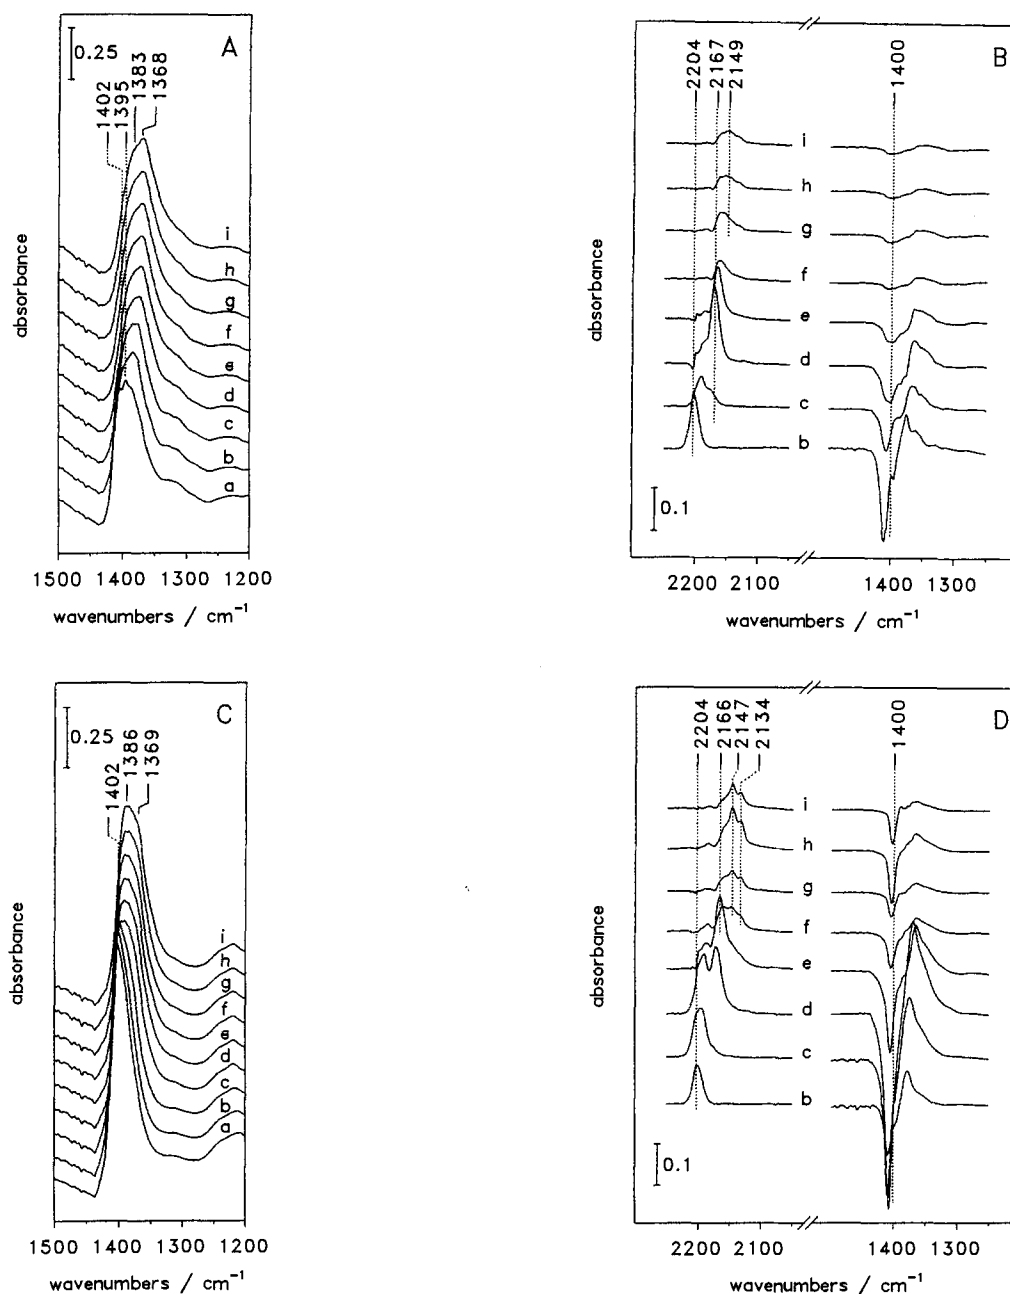 A
0.25
1402
1395
1383
1368
i
h
g
f
e
d
c
b
a
absorbance
1500 1400 1300 1200
wavenumbers / cm⁻¹
B
2204
2167
2149
1400
i
h
g
f
e
d
c
b
0.1
absorbance
2200 2100 1400 1300
wavenumbers / cm⁻¹
C
0.25
1402
1386
1369
i
h
g
f
e
d
c
b
a
absorbance
1500 1400 1300 1200
wavenumbers / cm⁻¹
D
2204
2166
2147
2134
1400
i
h
g
f
e
d
c
b
0.1
absorbance
2200 2100 1400 1300
wavenumbers / cm⁻¹